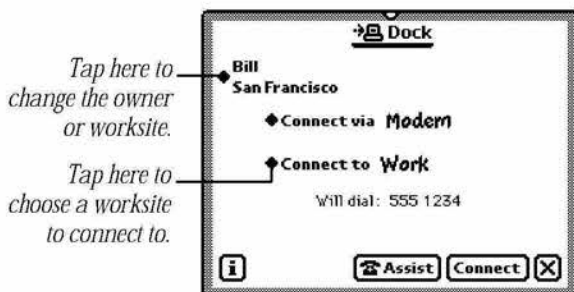 Dock
Tap here to
change the owner
or worksite.
Bill
San Francisco
Connect via Modem
Tap here to
choose a worksite
to connect to.
Connect to Work
Will dial: 555 1234
i
Assist
Connect
X